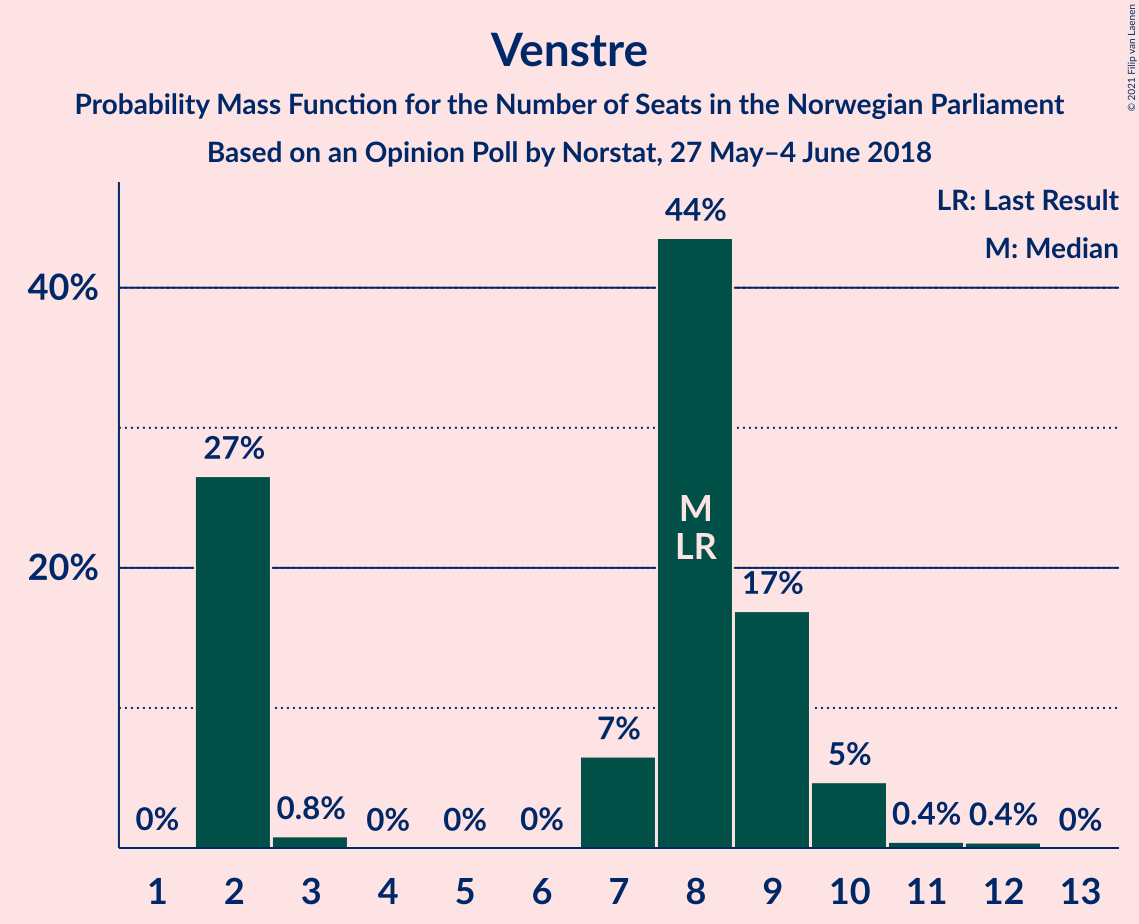 Venstre
Probability Mass Function for the Number of Seats in the Norwegian Parliament
Based on an Opinion Poll by Norstat, 27 May–4 June 2018
© 2021 Filip van Laenen
LR: Last Result
M: Median
40%
20%
0%
27%
0.8%
0%
0%
0%
7%
44%
M
LR
17%
5%
0.4%
0.4%
0%
1 2 3 4 5 6 7 8 9 10 11 12 13